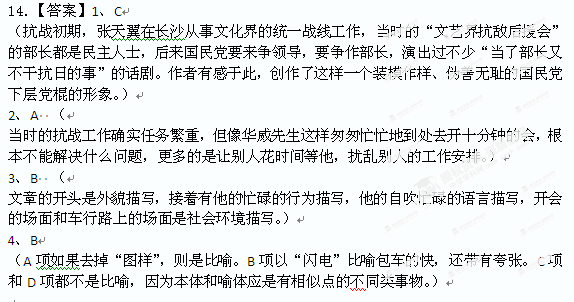 14.【答案】1、C
（抗战初期，张天翼在长沙从事文化界的统一战线工作，当时的“文艺界抗敌后援会”
的部长都是民主人士，后来国民党要来争领导，要争作部长，演出过不少“当了部长又
不干抗日的事”的话剧。作者有感于此，创作了这样一个装模作样、伪善无耻的国民党
下层党棍的形象。）
2、A··（
当时的抗战工作确实任务繁重，但像华威先生这样匆匆忙忙地到处去开十分钟的会，根
本不能解决什么问题，更多的是让别人花时间等他，扰乱别人的工作安排。）
3、B··（
文章的开头是外貌描写，接着有他的忙碌的行为描写，他的自吹忙碌的语言描写，开会
的场面和车行路上的场面是社会环境描写。）
4、B
（A项如果去掉“图样”，则是比喻。B项以“闪电”比喻包车的快，还带有夸张。C项
和D项都不是比喻，因为本体和喻体应是有相似点的不同类事物。）